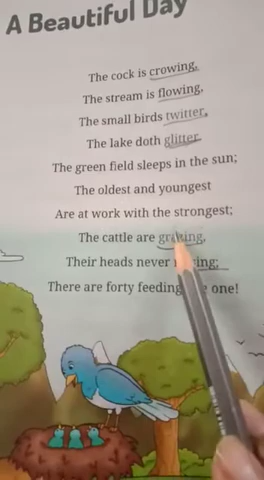 A Beautiful Day
The cock is crowing,
The stream is flowing,
The small birds twitter,
The lake doth glitter
The green field sleeps in the sun;
The oldest and youngest
Are at work with the strongest;
The cattle are grazing,
Their heads never
There are forty feeding one!